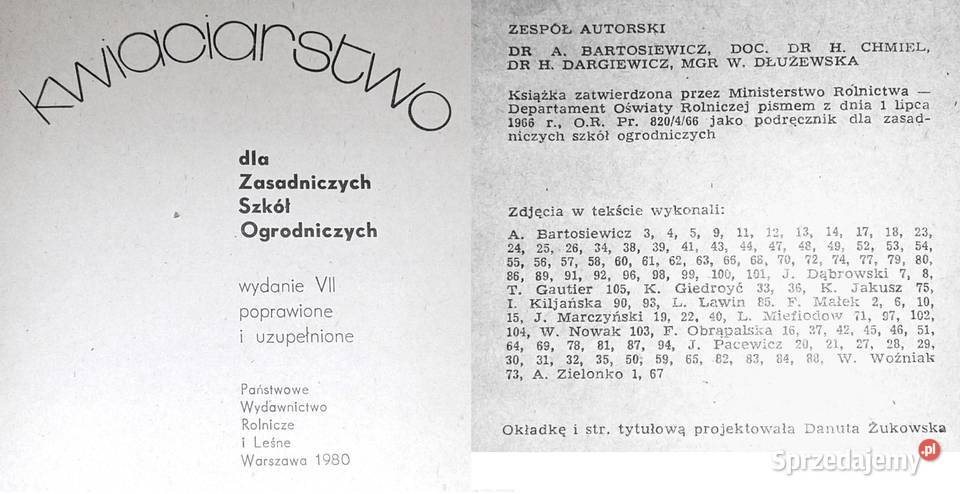 kwiaciarstwo
dla
Zasadniczych
Szkół
Ogrodniczych
wydanie VII
poprawione
i uzupełnione
Państwowe
Wydawnictwo
Rolnicze
i Leśne
Warszawa 1980
ZESPÓŁ AUTORSKI
DR A. BARTOSIEWICZ, DOC. DR H. CHMIEL,
DR H. DARGIEWICZ, MGR W. DŁUŻEWSKA
Książka zatwierdzona przez Ministerstwo Rolnictwa —
Departament Oświaty Rolniczej pismem z dnia 1 lipca
1966 r., O.R. Pr. 820/4/66 jako podręcznik dla zasad-
niczych szkół ogrodniczych
Zdjęcia w tekście wykonali:
A. Bartosiewicz 3, 4, 5, 9, 11, 12, 13, 14, 17, 18, 23,
24, 25, 26, 34, 38, 39, 41, 43, 44, 47, 48, 49, 52, 53, 54,
55, 56, 57, 58, 60, 61, 62, 63, 66, 68, 70, 72, 74, 77, 79, 80,
86, 89, 91, 92, 96, 98, 99, 100, 101, J. Dąbrowski 7, 8,
T. Gautier 105, K. Giedroyć 33, 36, K. Jakusz 75,
I. Kiljańska 90, 93, L. Lawin 85. F. Małek 2, 6, 10,
15, J. Marczyński 19, 22, 40, L. Miefiodow 71, 97, 102,
104, W. Nowak 103, F. Obrąpalska 16, 37, 42, 45, 46, 51,
64, 69, 78, 81, 87, 94, J. Pacewicz 20, 21, 27, 28, 29,
30, 31, 32, 35, 50, 59, 65, 82, 83, 84, 88, W. Woźniak
73, A. Zielonko 1, 67
Okładkę i str. tytułową projektowała Danuta Żukowska
Sprzedajemy.pl